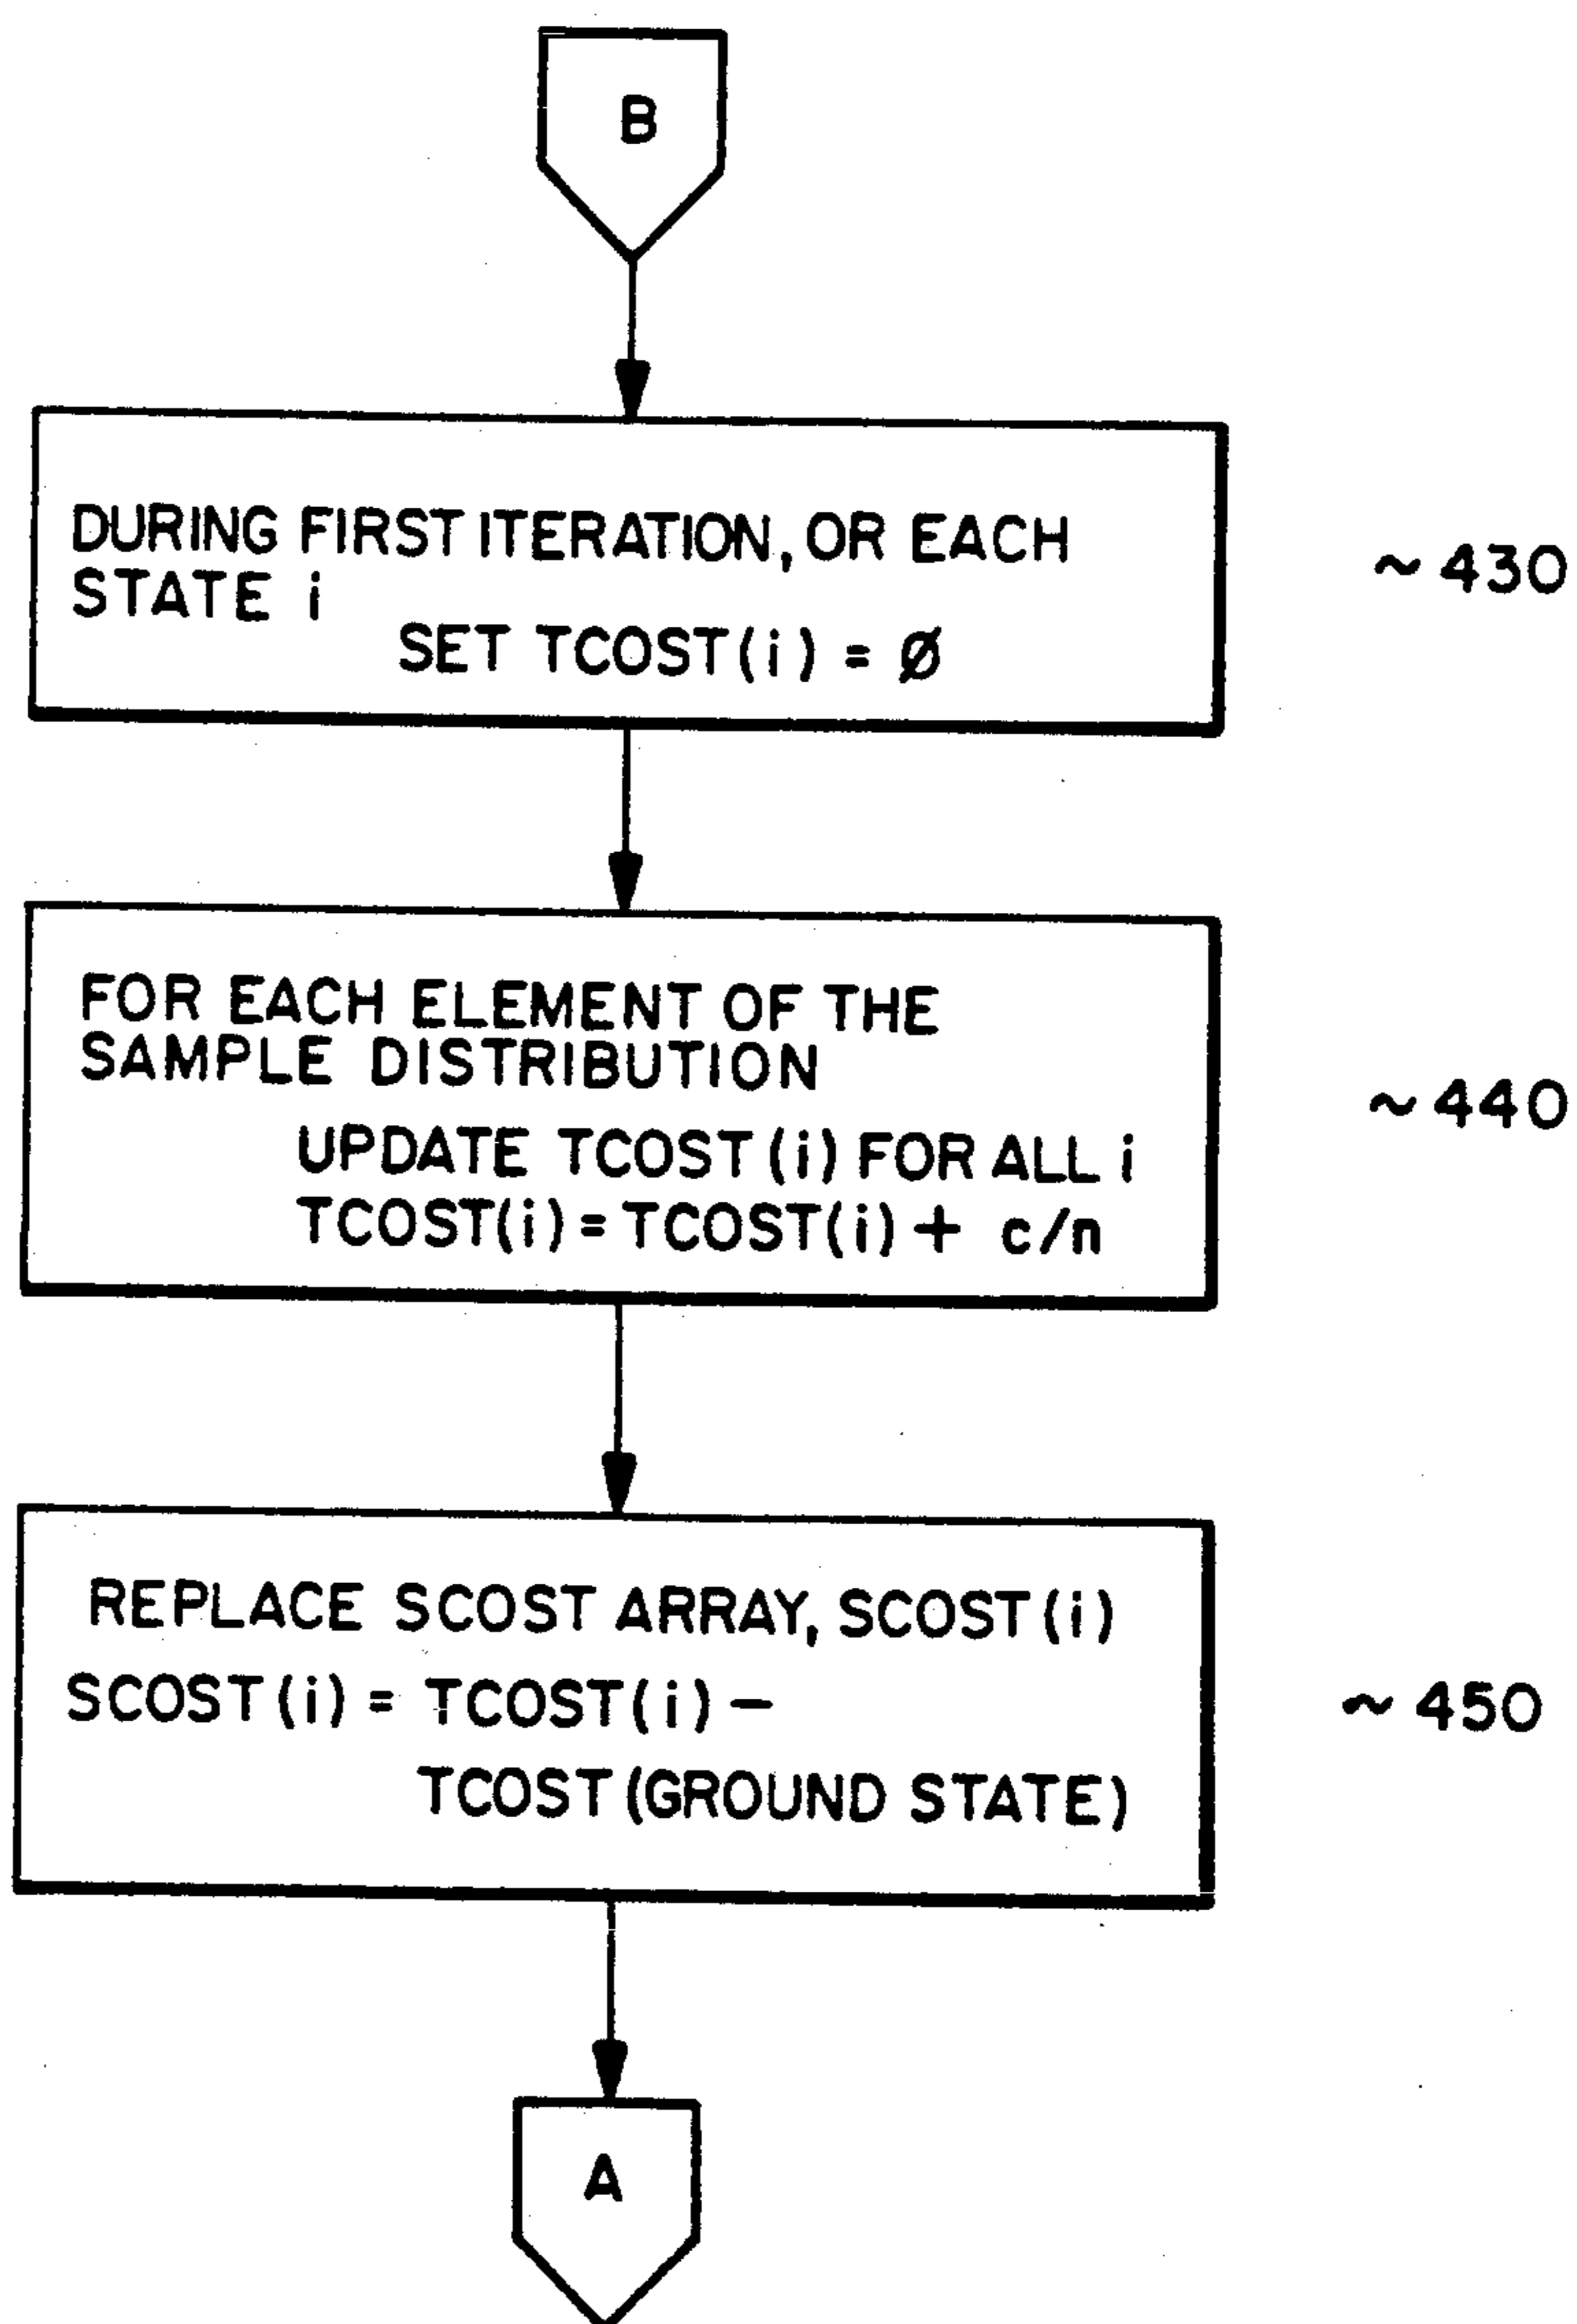 B
DURING FIRST ITERATION, OR EACH
STATE i
SET TCOST(i) = Ø
~430
FOR EACH ELEMENT OF THE
SAMPLE DISTRIBUTION
UPDATE TCOST(i) FOR ALL i
TCOST(i) = TCOST(i) + c/n
~440
REPLACE SCOST ARRAY, SCOST(i)
SCOST(i) = TCOST(i) –
TCOST(GROUND STATE)
~450
A